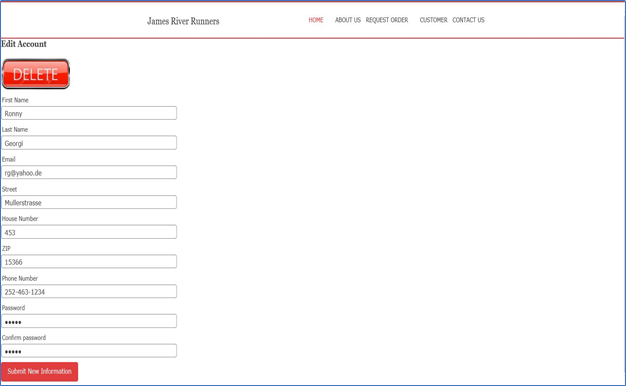 James River Runners
HOME ABOUT US REQUEST ORDER CUSTOMER CONTACT US
Edit Account
DELETE
First Name
Ronny
Last Name
Georgi
Email
rg@yahoo.de
Street
Mullerstrasse
House Number
453
ZIP
15366
Phone Number
252-463-1234
Password
•••••
Confirm password
•••••
Submit New Information